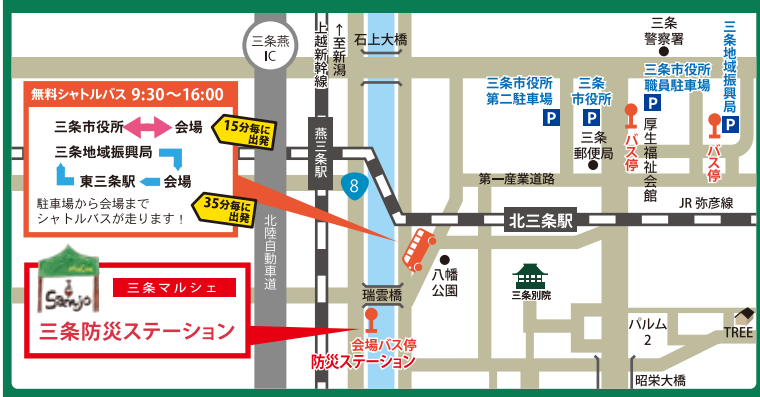 三条燕
IC
上越新幹線
↑至新潟
石上大橋
三条
警察署
三条地域振興局
三条市役所
第二駐車場
P
三条
市役所
P
三条市役所
職員駐車場
P
P
バス停
バス停
厚生福祉会館
三条
郵便局
無料シャトルバス 9:30～16:00
三条市役所 会場
15分毎に
出発
三条地域振興局
東三条駅 会場
35分毎に
出発
駐車場から会場まで
シャトルバスが走ります！
燕三条駅
8
第一産業道路
JR 弥彦線
北三条駅
北陸自動車道
八幡
公園
三条別院
瑞雲橋
Sanjo
三条マルシェ
三条防災ステーション
会場バス停
防災ステーション
パルム
2
TREE
昭栄大橋